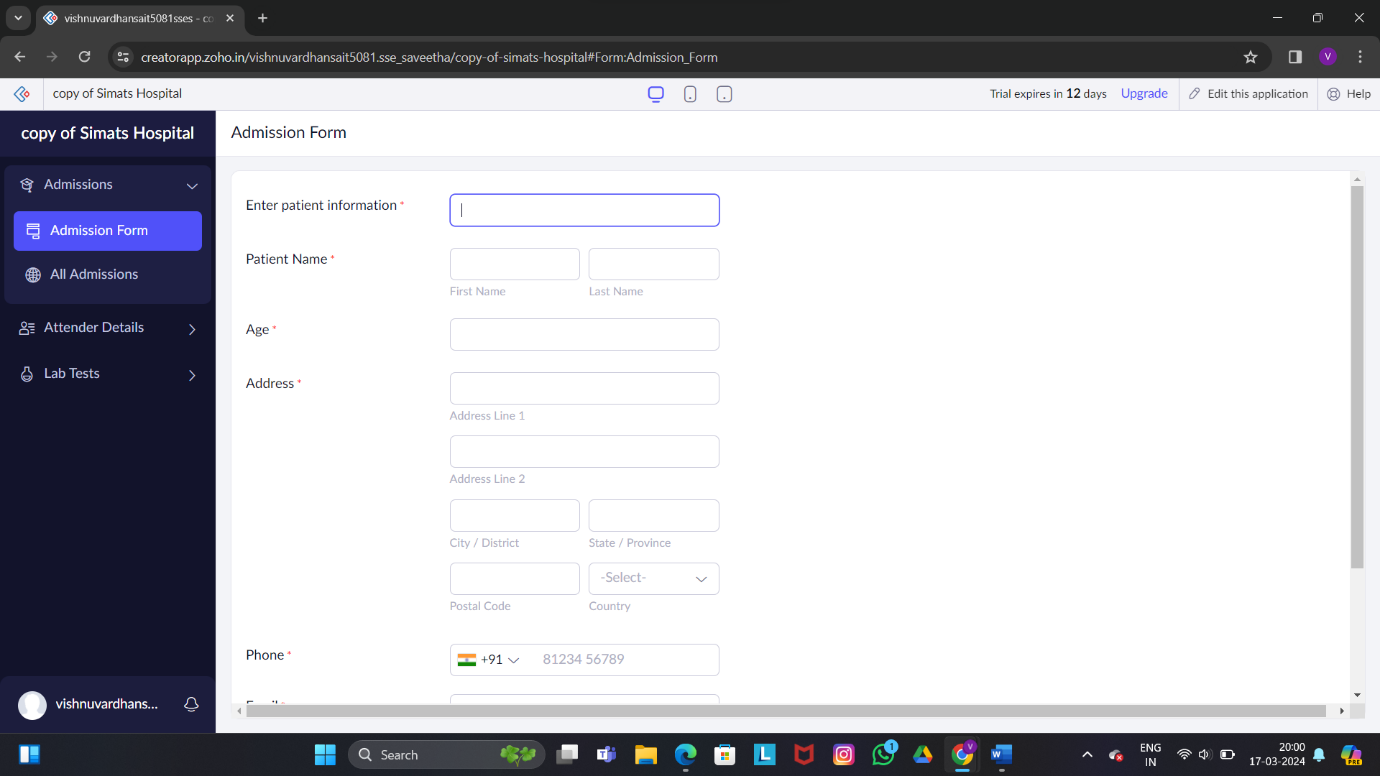 vishnuvardhansait5081sses - co
creatorapp.zoho.in/vishnuvardhansait5081.sse_saveetha/copy-of-simats-hospital#Form:Admission_Form
V
copy of Simats Hospital
Trial expires in 12 days
Upgrade
Edit this application
Help
copy of Simats Hospital
Admissions
Admission Form
All Admissions
Attender Details
Lab Tests
vishnuvardhans...
Admission Form
Enter patient information *
Patient Name *
First Name
Last Name
Age *
Address *
Address Line 1
Address Line 2
City / District
State / Province
-Select-
Postal Code
Country
Phone *
+91
81234 56789
Search
1
V
ENG
IN
20:00
17-03-2024
PRE